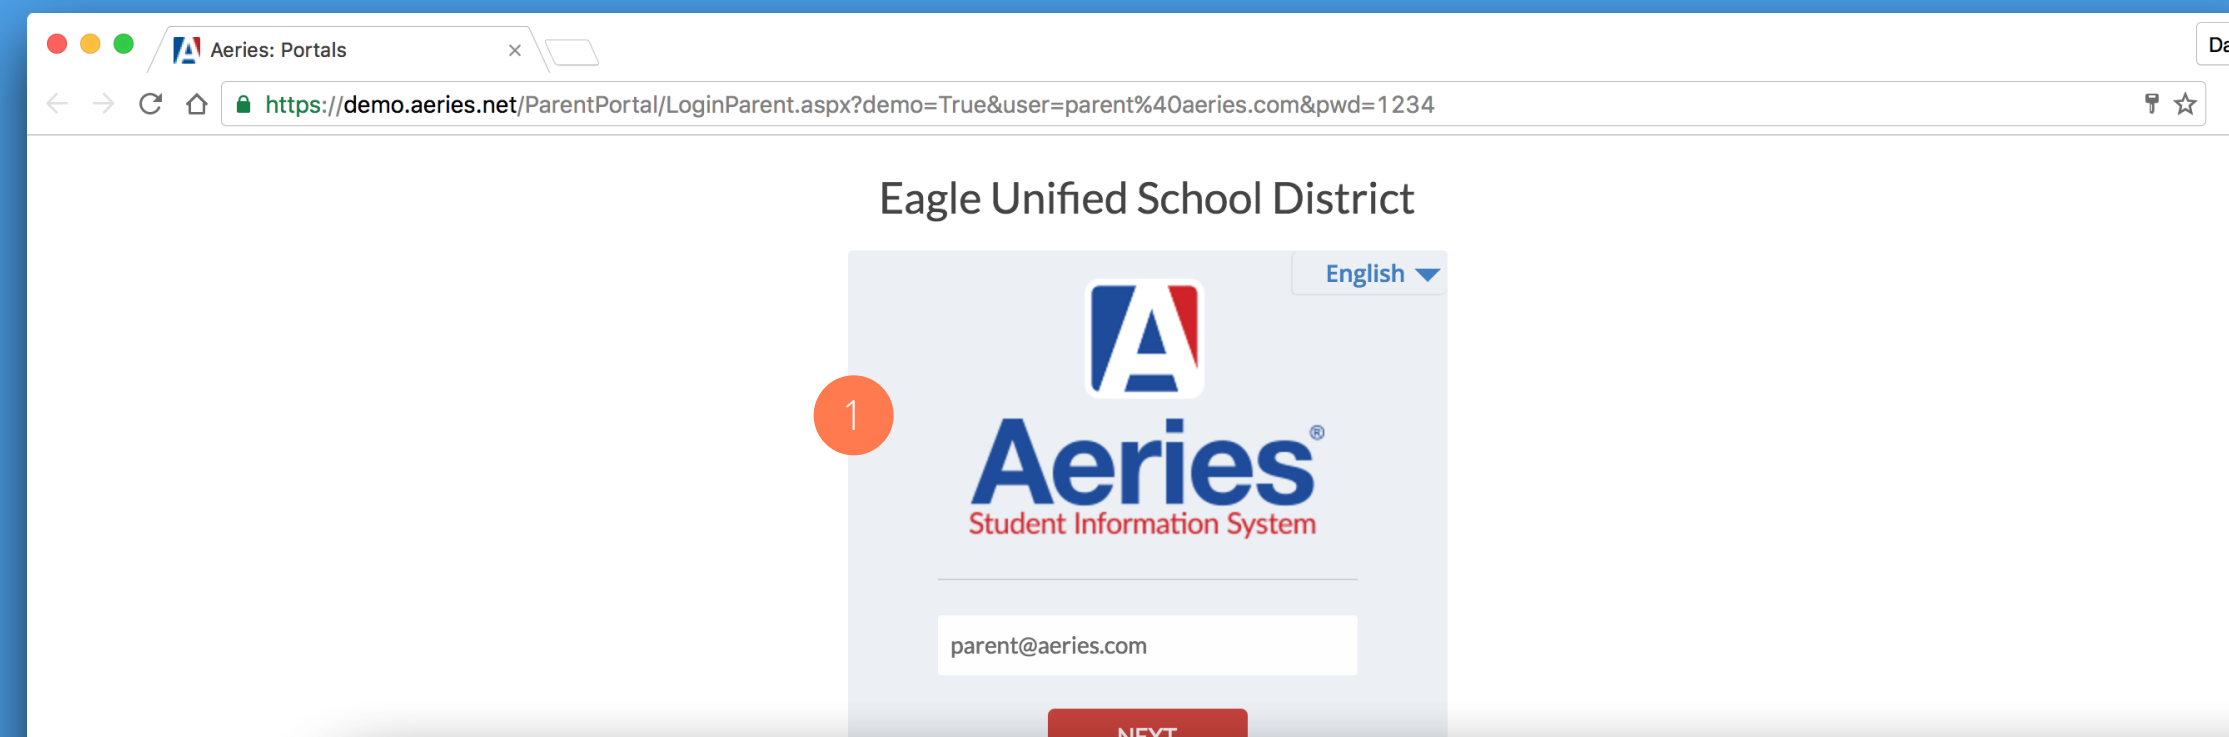 Aeries: Portals
https://demo.aeries.net/ParentPortal/LoginParent.aspx?demo=True&user=parent%40aeries.com&pwd=1234
Eagle Unified School District
English
1
Aeries®
Student Information System
parent@aeries.com
NEXT